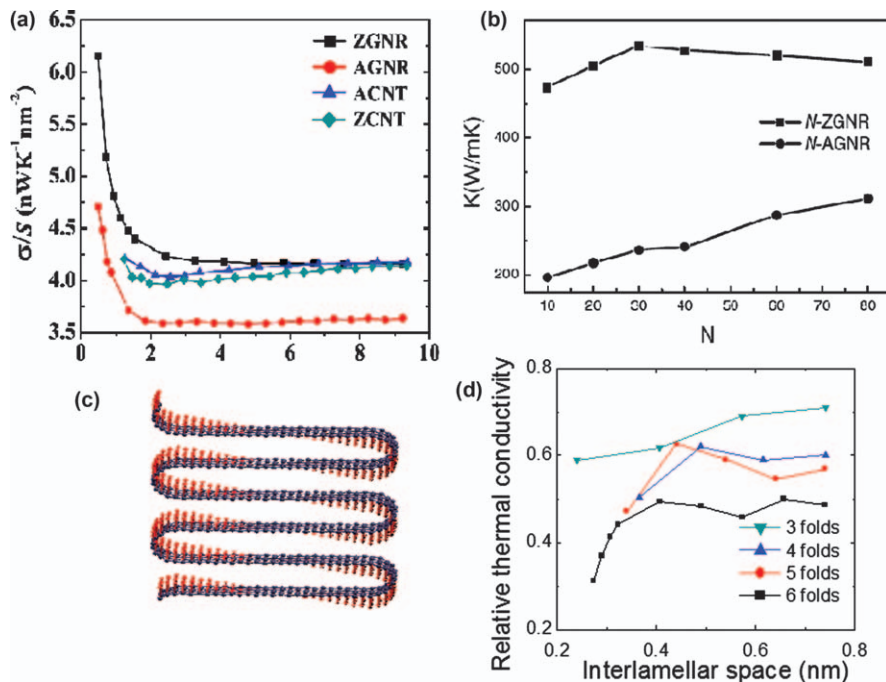 (a)
6.5
6.0
5.5
5.0
4.5
4.0
3.5
σ/S (nWK⁻¹nm⁻²)
ZGNR
AGNR
ACNT
ZCNT
0 2 4 6 8 10
(b)
500
400
300
200
K(W/mK)
N-ZGNR
N-AGNR
10 20 30 40 50 60 70 80
N
(c)
(d)
0.8
0.6
0.4
0.2
Relative thermal conductivity
3 folds
4 folds
5 folds
6 folds
0.2 0.4 0.6 0.8
Interlamellar space (nm)